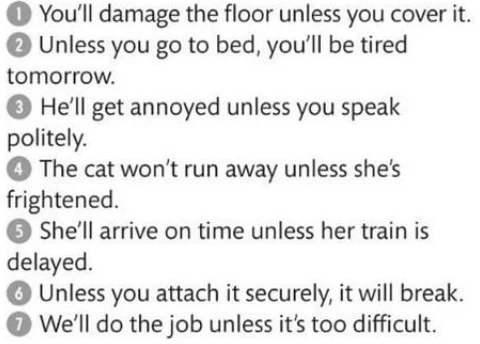 1 You'll damage the floor unless you cover it.
2 Unless you go to bed, you'll be tired
tomorrow.
3 He'll get annoyed unless you speak
politely.
4 The cat won't run away unless she's
frightened.
5 She'll arrive on time unless her train is
delayed.
6 Unless you attach it securely, it will break.
7 We'll do the job unless it's too difficult.